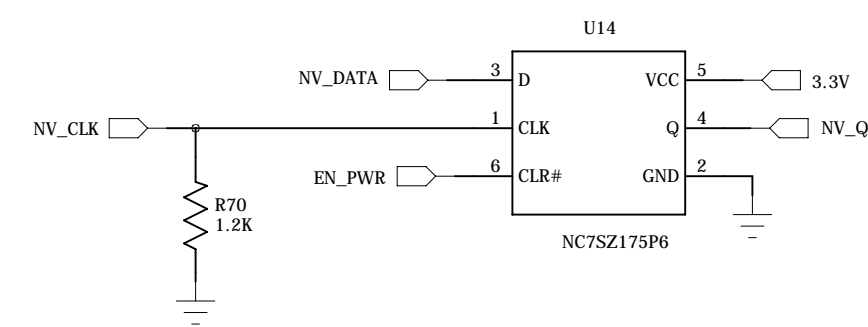 U14
NV_DATA 3 D VCC 5 3.3V
NV_CLK 1 CLK Q 4 NV_Q
EN_PWR 6 CLR# GND 2
R70
1.2K
NC7SZ175P6